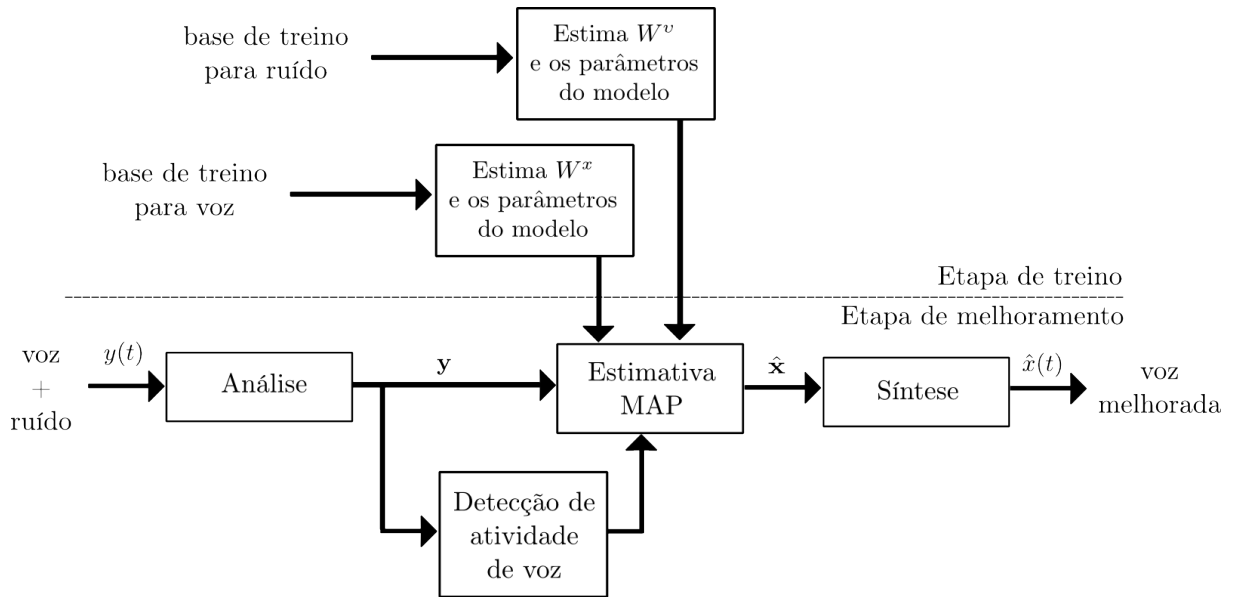 base de treino
para ruído
Estima W^v
e os parâmetros
do modelo
base de treino
para voz
Estima W^x
e os parâmetros
do modelo
Etapa de treino
Etapa de melhoramento
voz
+
ruído
y(t)
Análise
y
Estimativa
MAP
x̂
Síntese
x̂(t)
voz
melhorada
Detecção de
atividade
de voz